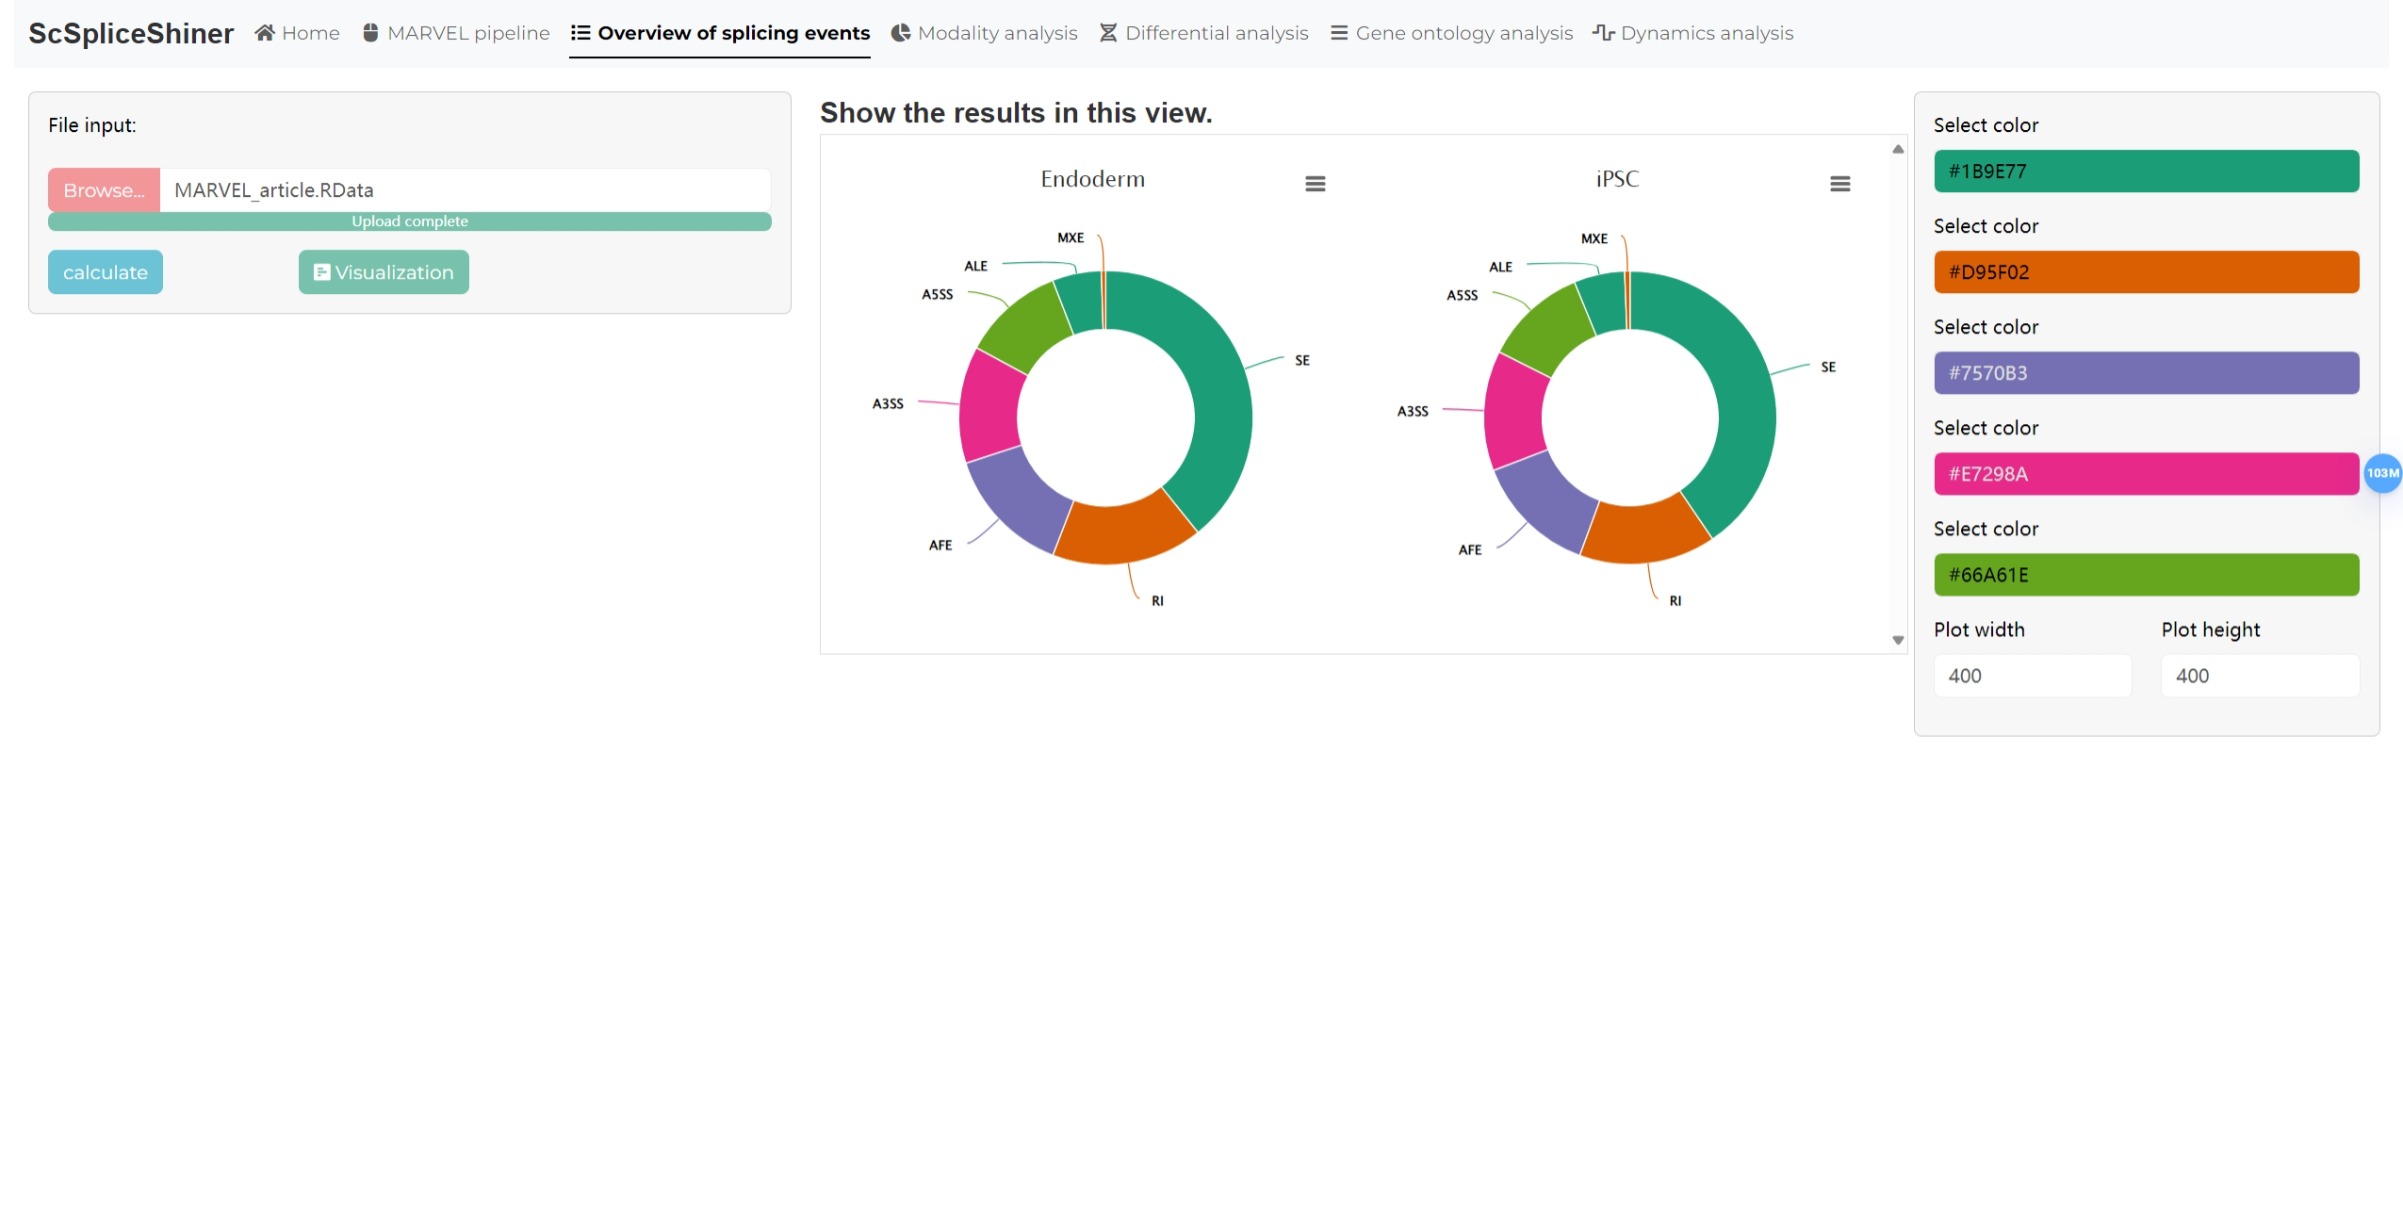 ScSpliceShiner Home MARVEL pipeline Overview of splicing events Modality analysis Differential analysis Gene ontology analysis Dynamics analysis
File input:
Browse... MARVEL_article.RData
Upload complete
calculate Visualization
Show the results in this view.
Endoderm
MXE
ALE
A5SS
SE
A3SS
AFE
RI
iPSC
MXE
ALE
A5SS
SE
A3SS
AFE
RI
Select color
#1B9E77
Select color
#D95F02
Select color
#7570B3
Select color
#E7298A
103M
Select color
#66A61E
Plot width Plot height
400 400